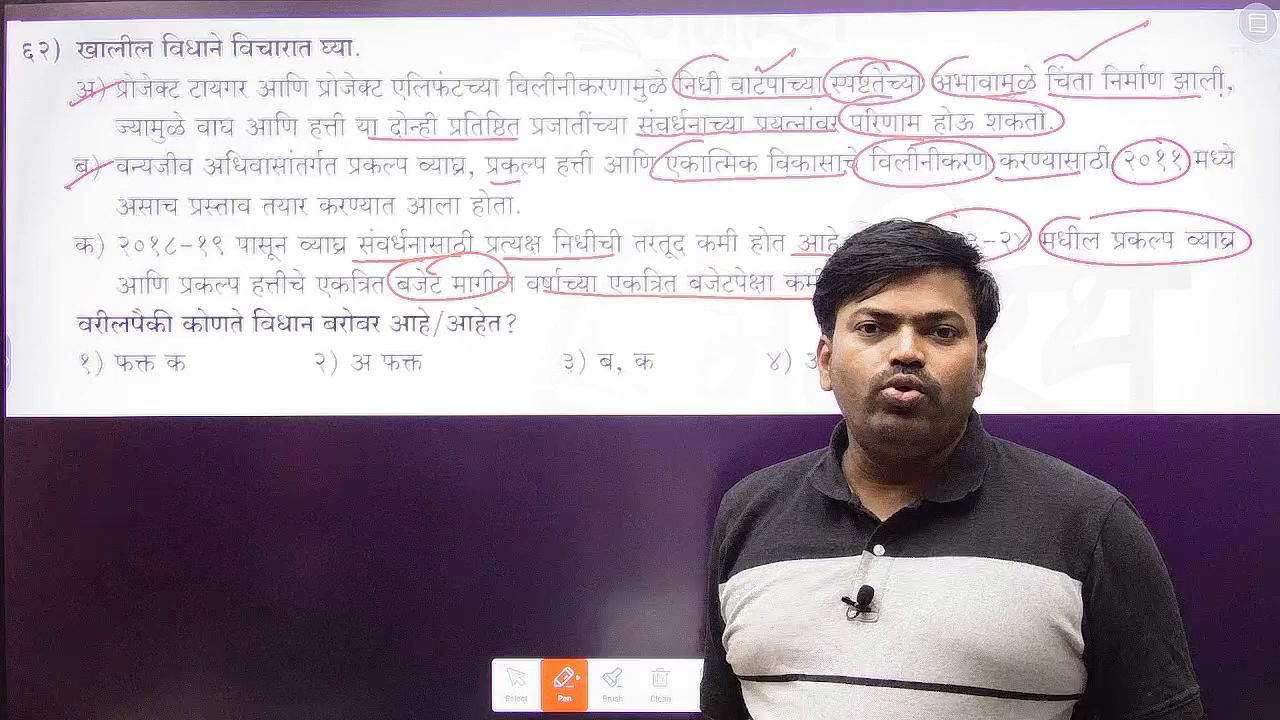 ६२) खालील विधाने विचारात घ्या.
अ) प्रोजेक्ट टायगर आणि प्रोजेक्ट एलिफंटच्या विलीनीकरणामुळे निधी वाटपाच्या स्पष्टतेच्या अभावामुळे चिंता निर्माण झाली,
ज्यामुळे वाघ आणि हत्ती या दोन्ही प्रतिष्ठित प्रजातींच्या संवर्धनाच्या प्रयत्नांवर परिणाम होऊ शकतो.
ब) वन्यजीव अधिवासांतर्गत प्रकल्प व्याघ्र, प्रकल्प हत्ती आणि एकात्मिक विकासाचे विलीनीकरण करण्यासाठी २०११ मध्ये
असाच प्रस्ताव तयार करण्यात आला होता.
क) २०१८-१९ पासून व्याघ्र संवर्धनासाठी प्रत्यक्ष निधीची तरतूद कमी होत आहे मधील प्रकल्प व्याघ्र
आणि प्रकल्प हत्तीचे एकत्रित बजेट मागील वर्षाच्या एकत्रित बजेटपेक्षा कमी
वरीलपैकी कोणते विधान बरोबर आहे/आहेत?
१) फक्त क २) अ फक्त ३) ब, क ४)
Select Pen Brush Clean